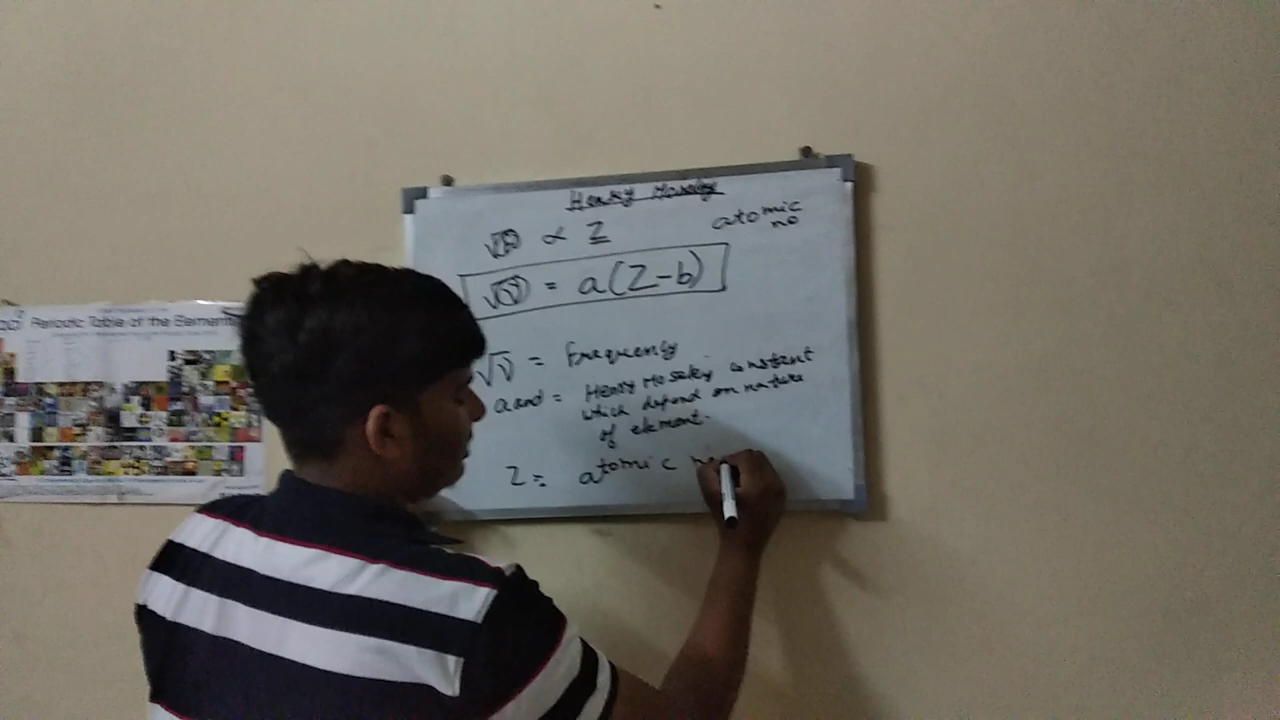 Henry Moseley
√ν ∝ Z
atomic
no
√ν = a(Z-b)
√ν = Frequency
a and = Henry Moseley constant
which depend on nature
of element.
Z = atomic
Periodic Table of the Elements